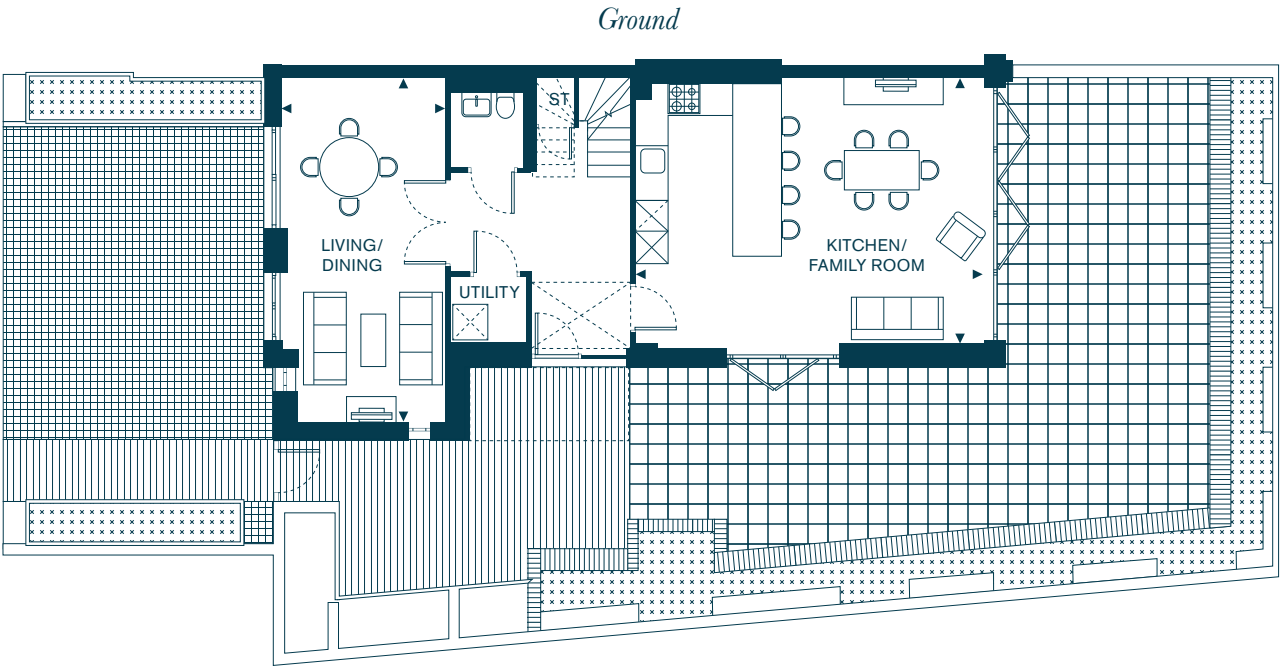 Ground
ST
LIVING/
DINING
KITCHEN/
FAMILY ROOM
UTILITY